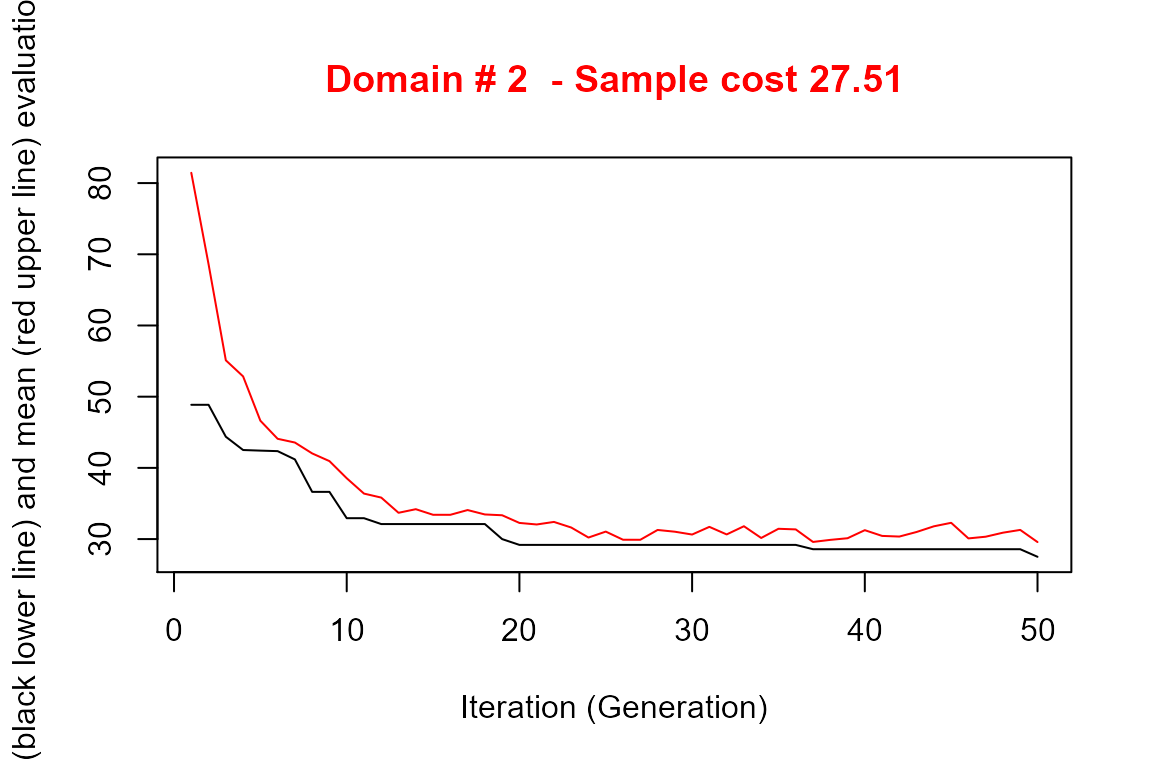 Domain # 2  - Sample cost 27.51
(black lower line) and mean (red upper line) evaluatio
80
70
60
50
40
30
0 10 20 30 40 50
Iteration (Generation)